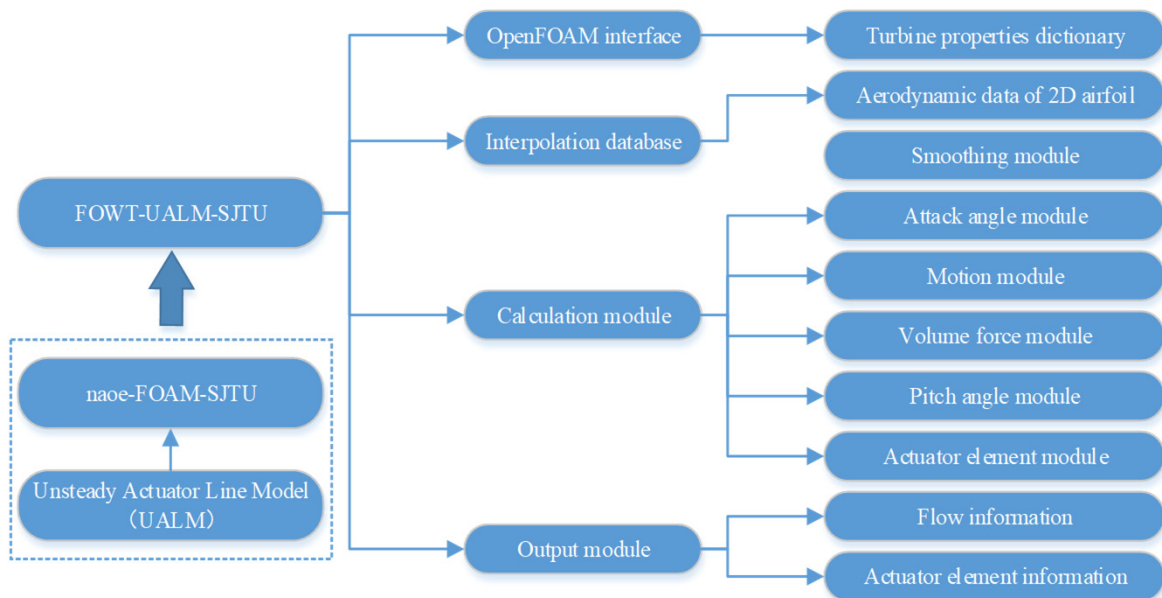 FOWT-UALM-SJTU
naoe-FOAM-SJTU
Unsteady Actuator Line Model
（UALM）
OpenFOAM interface
Interpolation database
Calculation module
Output module
Turbine properties dictionary
Aerodynamic data of 2D airfoil
Smoothing module
Attack angle module
Motion module
Volume force module
Pitch angle module
Actuator element module
Flow information
Actuator element information